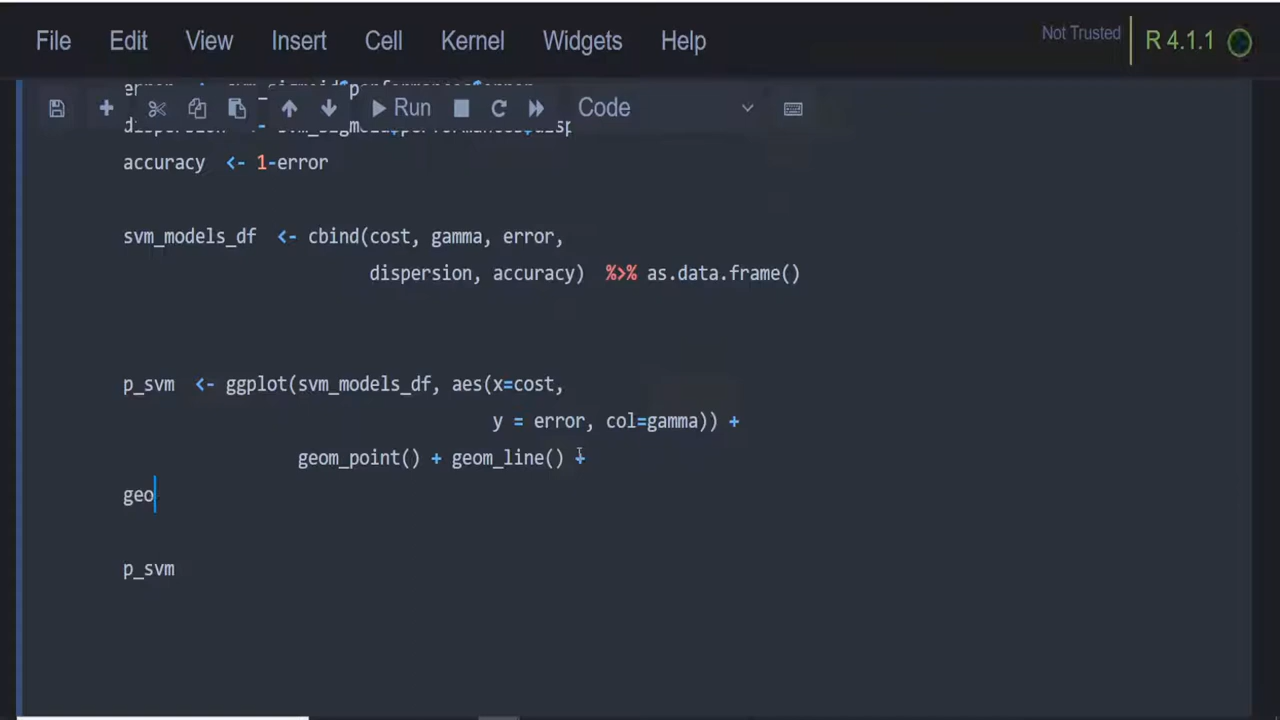 File Edit View Insert Cell Kernel Widgets Help Not Trusted R 4.1.1
Run Code
accuracy <- 1-error
svm_models_df <- cbind(cost, gamma, error,
dispersion, accuracy) %>% as.data.frame()
p_svm <- ggplot(svm_models_df, aes(x=cost,
y = error, col=gamma)) +
geom_point() + geom_line() +
geo
p_svm